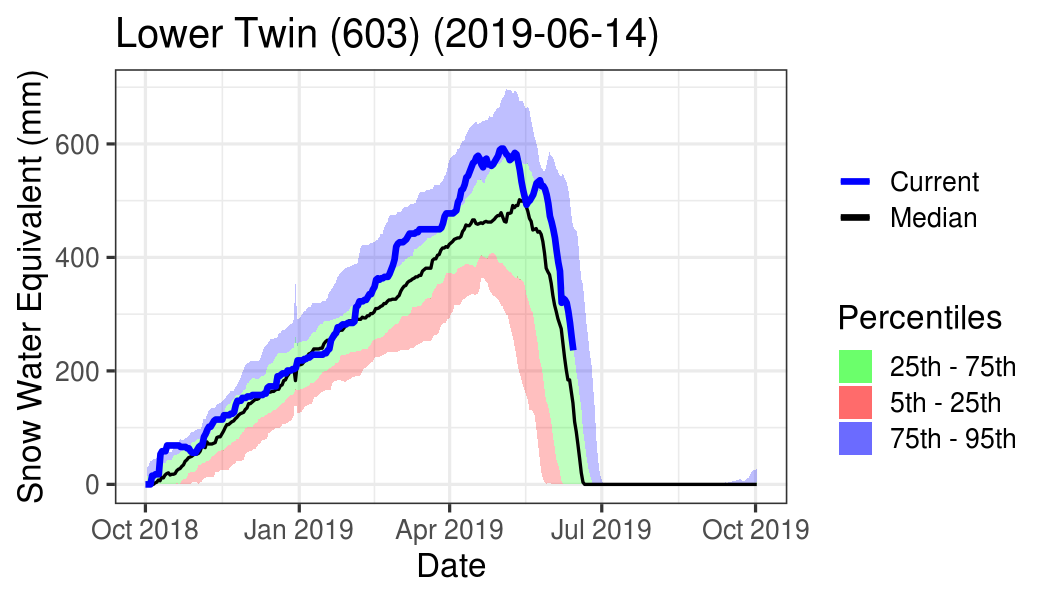 Lower Twin (603) (2019-06-14)
Snow Water Equivalent (mm)
600
400
200
0
Oct 2018
Jan 2019
Apr 2019
Jul 2019
Oct 2019
Date
Current
Median
Percentiles
25th - 75th
5th - 25th
75th - 95th